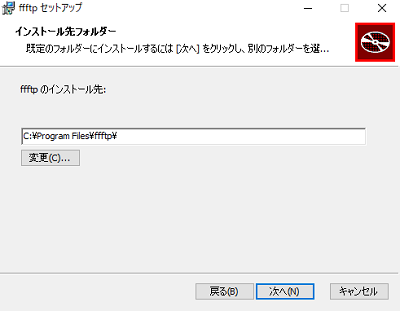 ffftp セットアップ
インストール先フォルダー
既定のフォルダーにインストールするには [次へ] をクリックし、別のフォルダーを選...
ffftp のインストール先:
C:¥Program Files¥ffftp¥
変更(C)...
戻る(B) 次へ(N) キャンセル